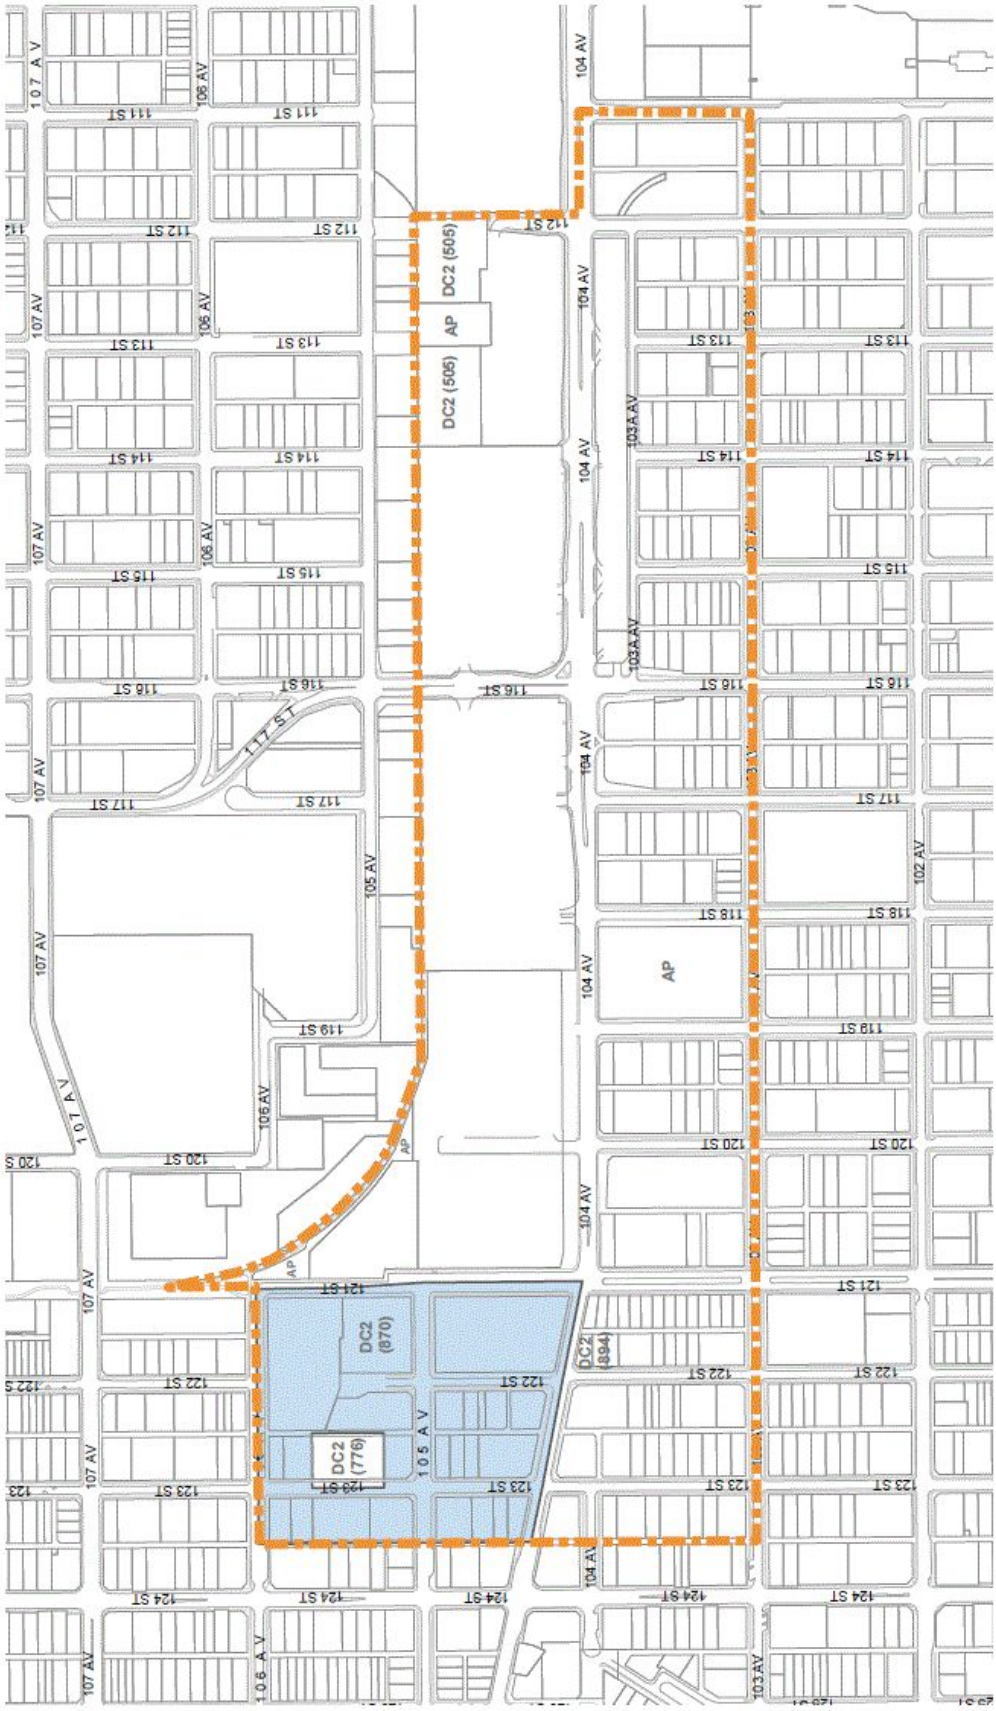 107 AV
106 AV
104 AV
111 ST
111 ST
112 ST
112 ST
112 ST
DC2 (505)
107 AV
106 AV
104 AV
AP
113 ST
113 ST
113 ST
113 ST
DC2 (505)
103A AV
114 ST
114 ST
104 AV
114 ST
114 ST
107 AV
106 AV
115 ST
115 ST
115 ST
103A AV
116 ST
116 ST
116 ST
116 ST
116 ST
117 ST
107 AV
104 AV
117 ST
117 ST
117 ST
105 AV
102 AV
118 ST
118 ST
107 AV
104 AV
AP
119 ST
119 ST
107 AV
106 AV
AP
120 ST
120 ST
120 ST
104 AV
AP
107 AV
121 ST
121 ST
DC2
(870)
DC2
(894)
122 ST
122 ST
122 ST
122 ST
105 AV
DC2
(776)
107 AV
123 ST
123 ST
123 ST
123 ST
123 ST
104 AV
124 ST
124 ST
124 ST
124 ST
124 ST
107 AV
106 AV
103 AV